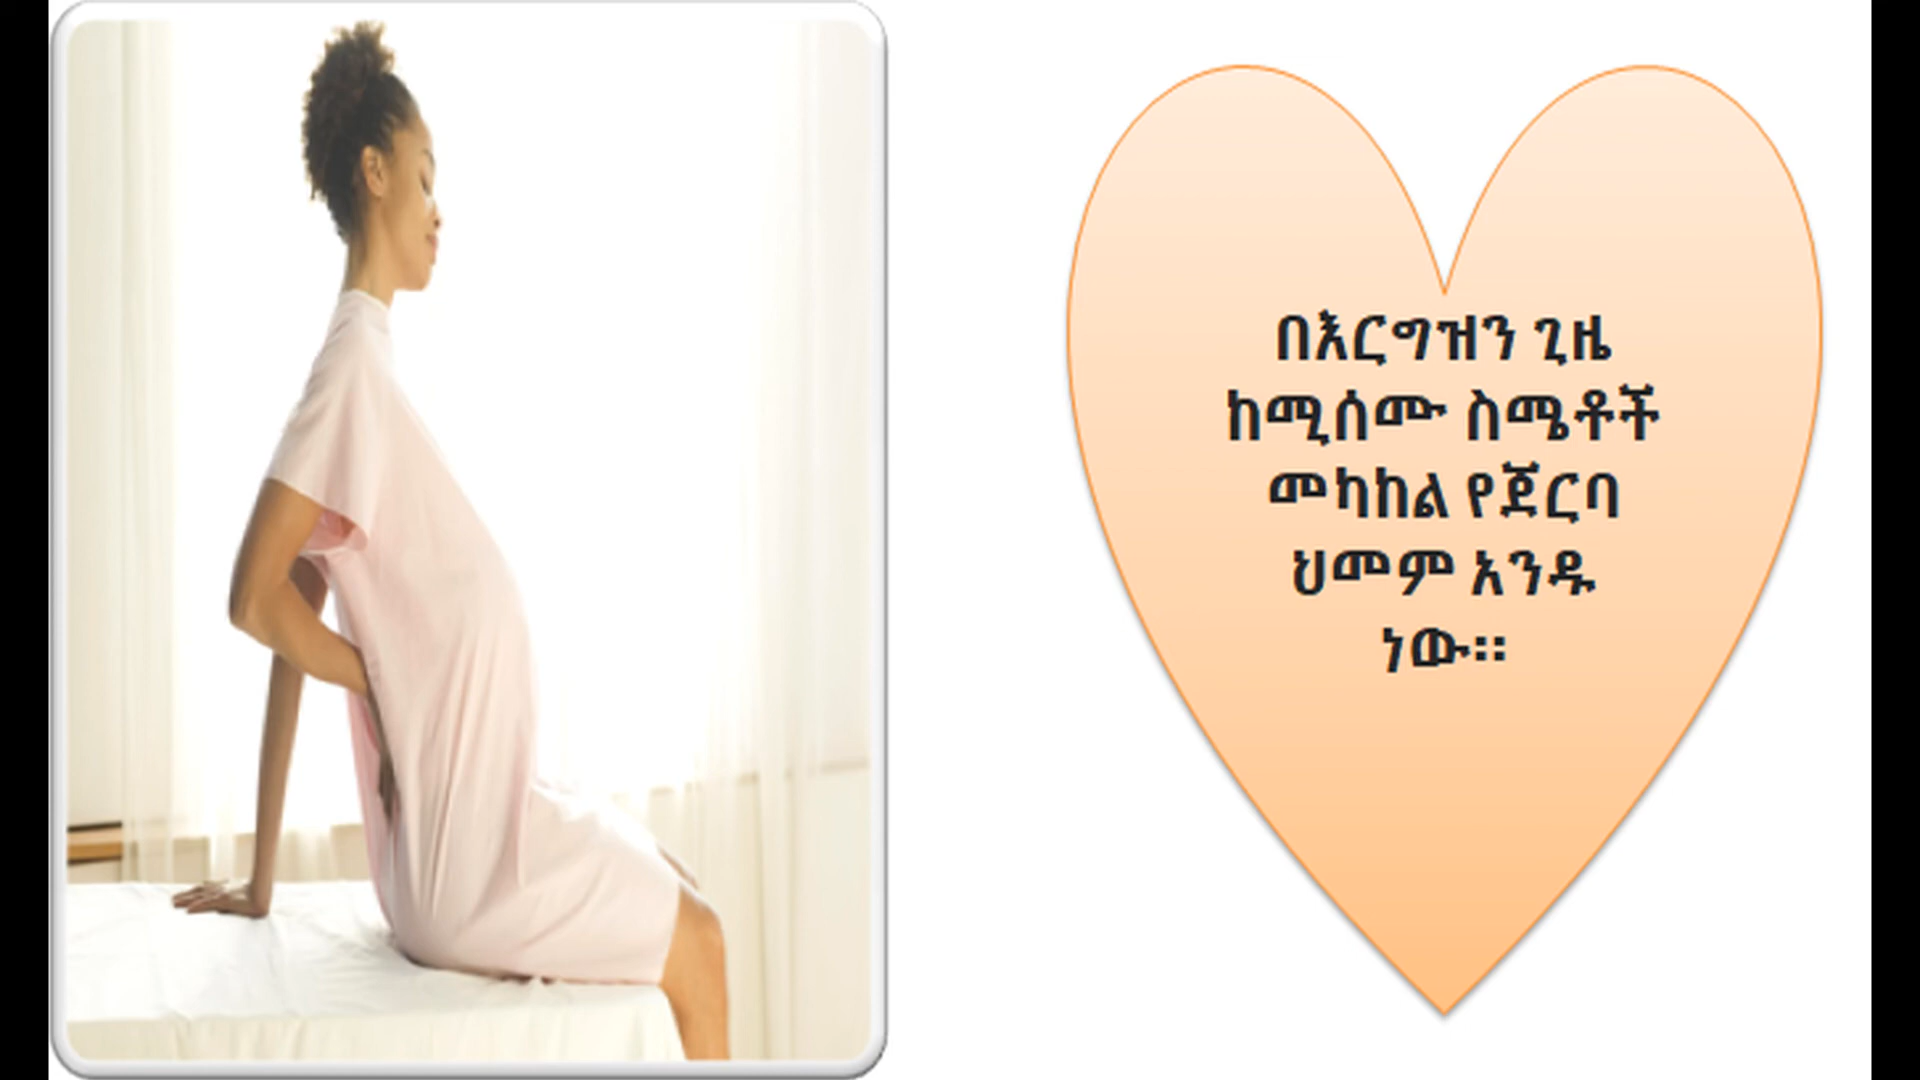 በእርግዝን ጊዜ
ከሚሰሙ ስሜቶች
መካከል የጀርባ
ህመም አንዱ
ነው፡፡